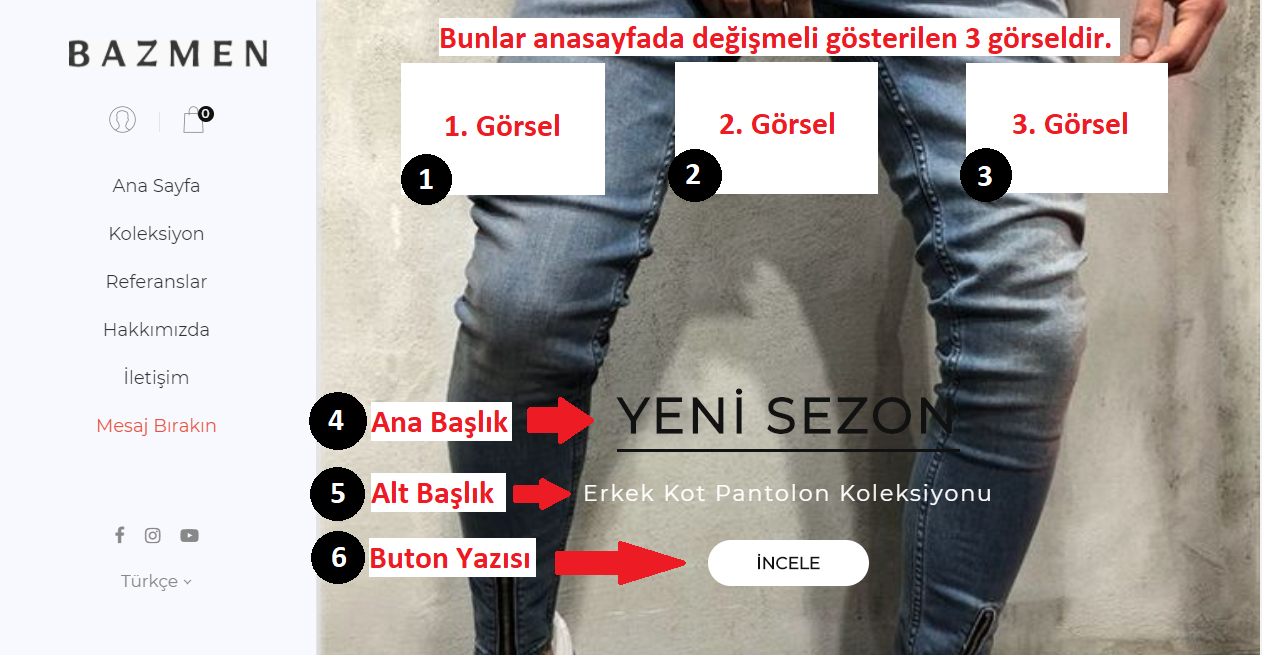 BAZMEN
0
Ana Sayfa
Koleksiyon
Referanslar
Hakkımızda
İletişim
Mesaj Bırakın
Türkçe
Bunlar anasayfada değişmeli gösterilen 3 görseldir.
1. Görsel
1
2. Görsel
2
3. Görsel
3
4 Ana Başlık
YENİ SEZON
5 Alt Başlık
Erkek Kot Pantolon Koleksiyonu
6 Buton Yazısı
İNCELE